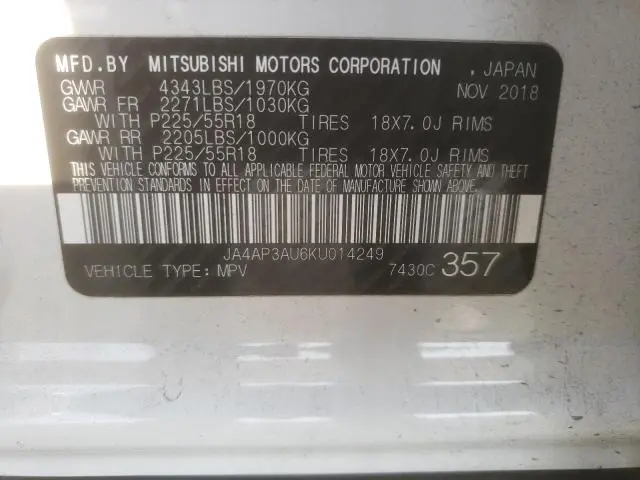 MFD.BY MITSUBISHI MOTORS CORPORATION , JAPAN
GVWR 4343LBS/1970KG NOV 2018
GAWR FR 2271LBS/1030KG
WITH P225/55R18 TIRES 18X7.0J RIMS
GAWR RR 2205LBS/1000KG
WITH P225/55R18 TIRES 18X7.0J RIMS
THIS VEHICLE CONFORMS TO ALL APPLICABLE FEDERAL MOTOR VEHICLE SAFETY AND THEFT
PREVENTION STANDARDS IN EFFECT ON THE DATE OF MANUFACTURE SHOWN ABOVE.
JA4AP3AU6KU014249
VEHICLE TYPE: MPV 7430C 357